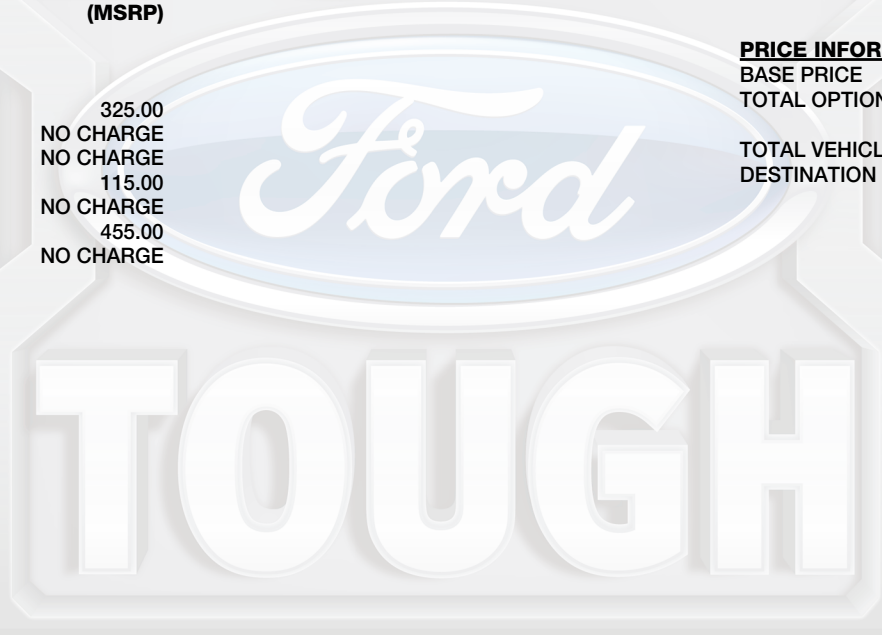 (MSRP)
325.00
NO CHARGE
NO CHARGE
115.00
NO CHARGE
455.00
NO CHARGE
PRICE INFOR
BASE PRICE
TOTAL OPTION
TOTAL VEHICL
DESTINATION
Ford
TOUGH